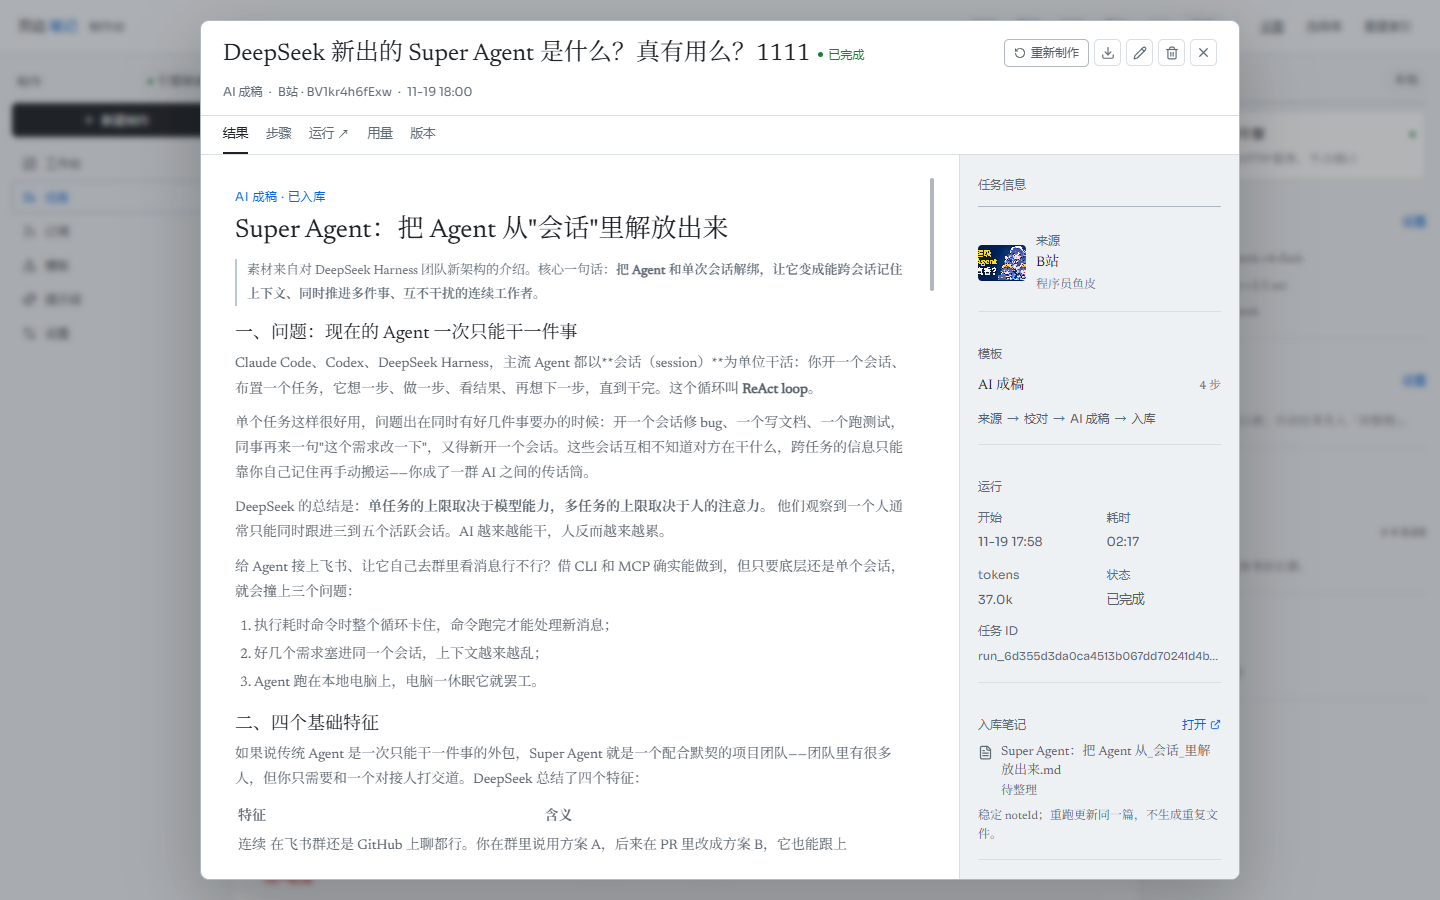 DeepSeek 新出的 Super Agent 是什么？真有用么？1111
已完成
重新制作
AI 成稿 · B站 · BV1kr4h6fExw · 11-19 18:00
结果 步骤 运行 ↗ 用量 版本
AI 成稿 · 已入库
Super Agent：把 Agent 从"会话"里解放出来
素材来自对 DeepSeek Harness 团队新架构的介绍。核心一句话：把 Agent 和单次会话解绑，让它变成能跨会话记住
上下文、同时推进多件事、互不干扰的连续工作者。
一、问题：现在的 Agent 一次只能干一件事
Claude Code、Codex、DeepSeek Harness，主流 Agent 都以**会话（session）**为单位干活：你开一个会话、
布置一个任务，它想一步、做一步、看结果、再想下一步，直到干完。这个循环叫 ReAct loop。
单个任务这样很好用，问题出在同时有好几件事要办的时候：开一个会话修 bug、一个写文档、一个跑测试，
同事再来一句"这个需求改一下"，又得新开一个会话。这些会话互相不知道对方在干什么，跨任务的信息只能
靠你自己记住再手动搬运——你成了一群 AI 之间的传话筒。
DeepSeek 的总结是：单任务的上限取决于模型能力，多任务的上限取决于人的注意力。 他们观察到一个人通
常只能同时跟进三到五个活跃会话。AI 越来越能干，人反而越来越累。
给 Agent 接上飞书、让它自己去群里看消息行不行？借 CLI 和 MCP 确实能做到，但只要底层还是单个会话，
就会撞上三个问题：
1. 执行耗时命令时整个循环卡住，命令跑完才能处理新消息；
2. 好几个需求塞进同一个会话，上下文越来越乱；
3. Agent 跑在本地电脑上，电脑一休眠它就罢工。
二、四个基础特征
如果说传统 Agent 是一次只能干一件事的外包，Super Agent 就是一个配合默契的项目团队——团队里有很多
人，但你只需要和一个对接人打交道。DeepSeek 总结了四个特征：
特征 含义
连续 在飞书群还是 GitHub 上聊都行。你在群里说用方案 A，后来在 PR 里改成方案 B，它也能跟上
任务信息
来源
B站
程序员鱼皮
模板
AI 成稿 4 步
来源 → 校对 → AI 成稿 → 入库
运行
开始 耗时
11-19 17:58 02:17
tokens 状态
37.0k 已完成
任务 ID
run_6d355d3da0ca4513b067dd70241d4b...
入库笔记 打开
Super Agent：把 Agent 从_会话_里解
放出来.md
待整理
稳定 noteId；重跑更新同一篇，不生成重复文
件。